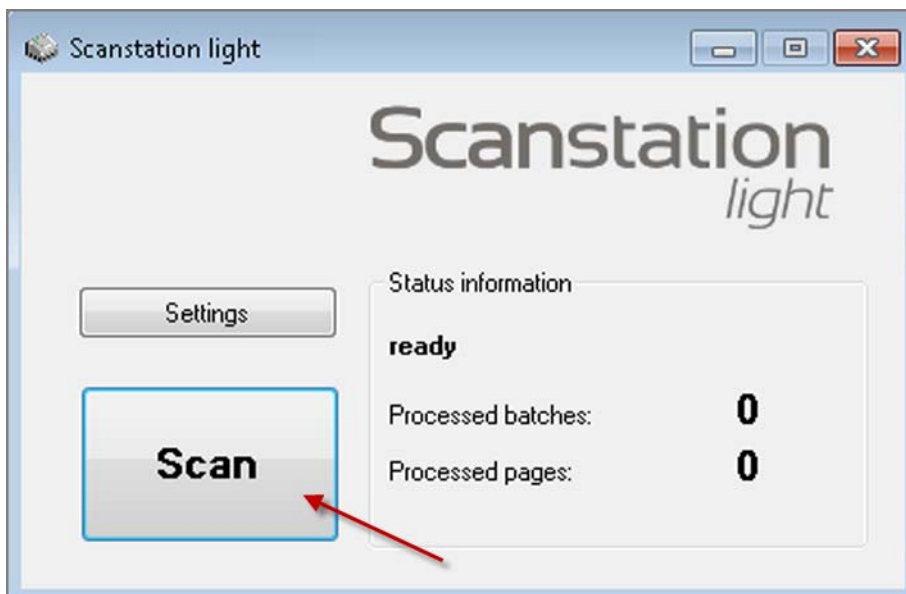 Scanstation light
Scanstation
light
Settings
Scan
Status information
ready
Processed batches: 0
Processed pages: 0